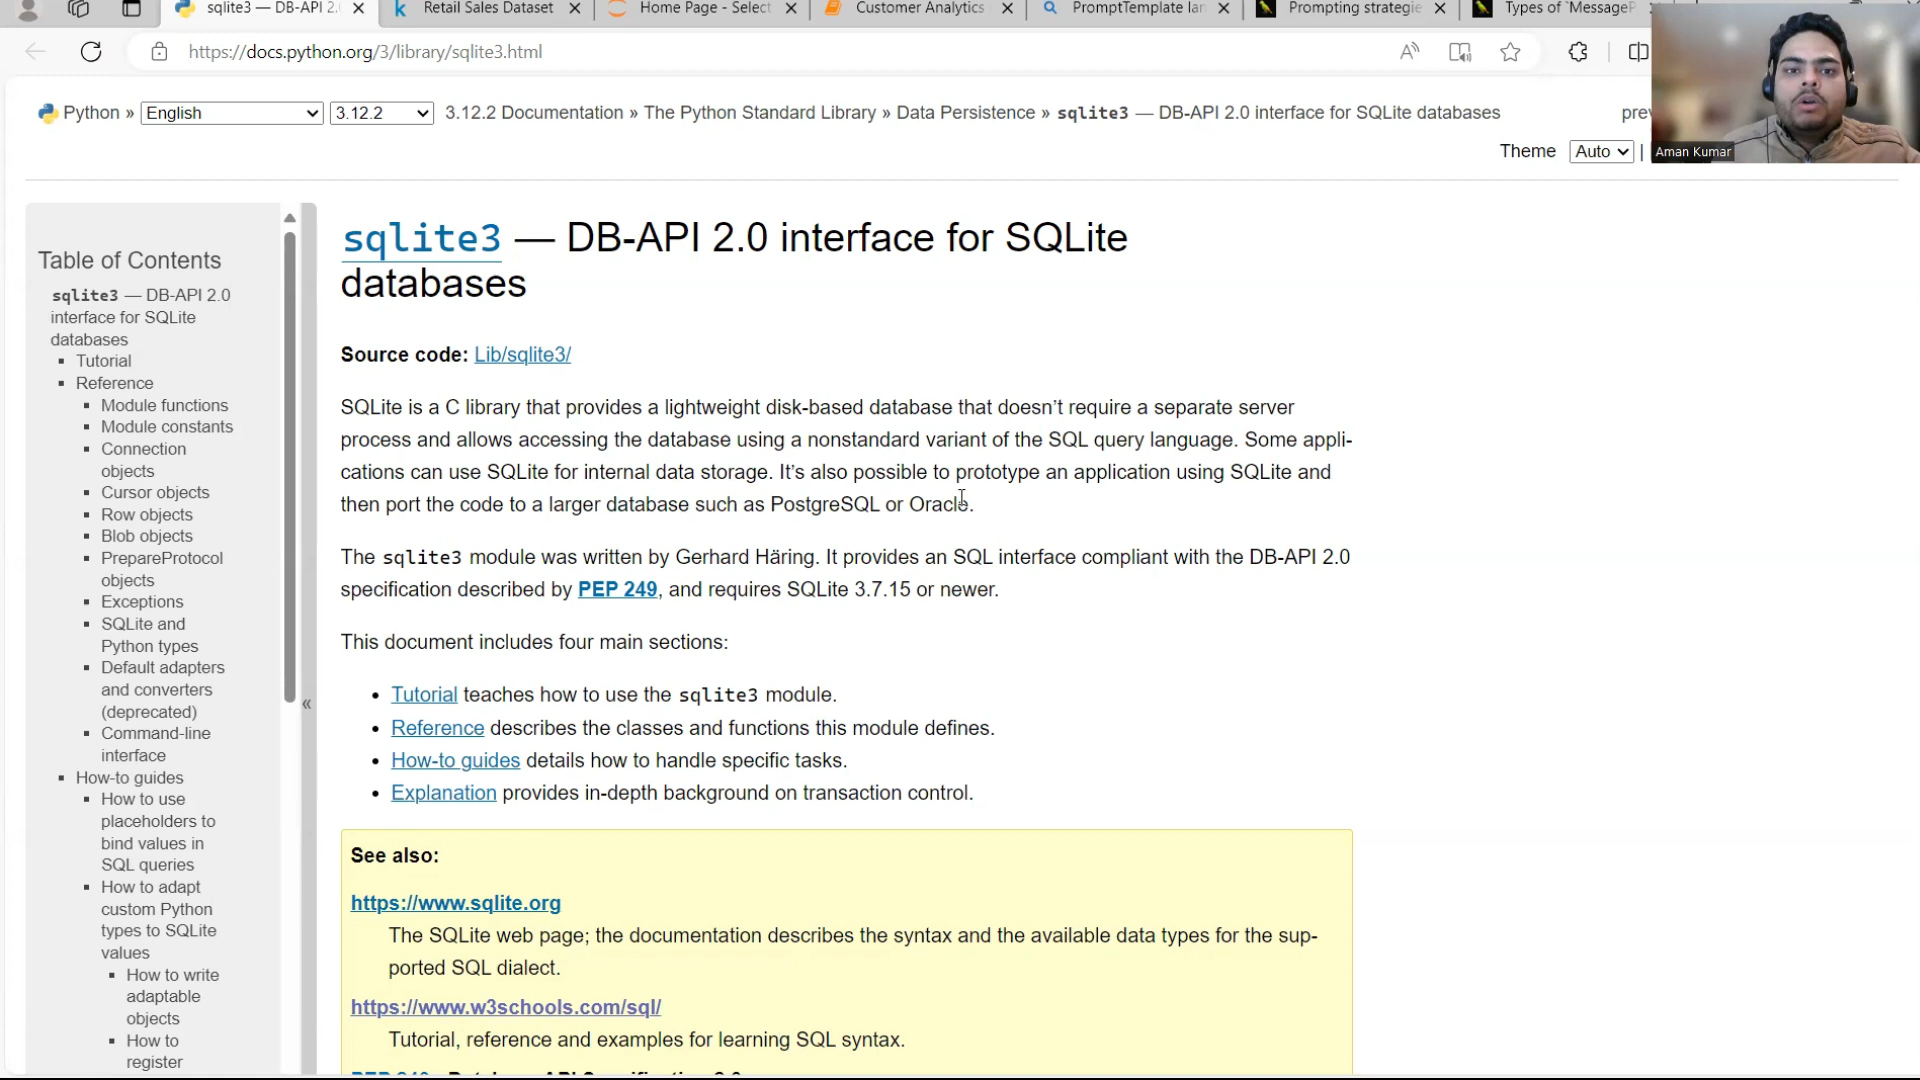 sqlite3 — DB-API 2.0
Retail Sales Dataset
Home Page - Select
Customer Analytics
PromptTemplate lan
Prompting strategie
Types of `MessageP
https://docs.python.org/3/library/sqlite3.html
Python » English 3.12.2 3.12.2 Documentation » The Python Standard Library » Data Persistence » sqlite3 — DB-API 2.0 interface for SQLite databases
Theme Auto |
Aman Kumar
Table of Contents
sqlite3 — DB-API 2.0
interface for SQLite
databases
Tutorial
Reference
Module functions
Module constants
Connection
objects
Cursor objects
Row objects
Blob objects
PrepareProtocol
objects
Exceptions
SQLite and
Python types
Default adapters
and converters
(deprecated)
Command-line
interface
How-to guides
How to use
placeholders to
bind values in
SQL queries
How to adapt
custom Python
types to SQLite
values
How to write
adaptable
objects
How to
register
«
sqlite3 — DB-API 2.0 interface for SQLite
databases
Source code: Lib/sqlite3/
SQLite is a C library that provides a lightweight disk-based database that doesn’t require a separate server
process and allows accessing the database using a nonstandard variant of the SQL query language. Some appli-
cations can use SQLite for internal data storage. It’s also possible to prototype an application using SQLite and
then port the code to a larger database such as PostgreSQL or Oracle.
The sqlite3 module was written by Gerhard Häring. It provides an SQL interface compliant with the DB-API 2.0
specification described by PEP 249, and requires SQLite 3.7.15 or newer.
This document includes four main sections:
• Tutorial teaches how to use the sqlite3 module.
• Reference describes the classes and functions this module defines.
• How-to guides details how to handle specific tasks.
• Explanation provides in-depth background on transaction control.
See also:
https://www.sqlite.org
The SQLite web page; the documentation describes the syntax and the available data types for the sup-
ported SQL dialect.
https://www.w3schools.com/sql/
Tutorial, reference and examples for learning SQL syntax.